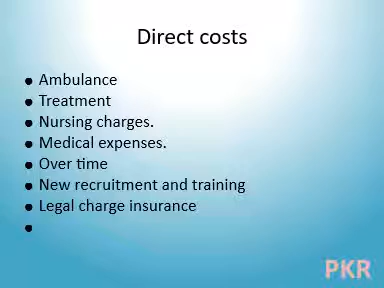 Direct costs
● Ambulance
● Treatment
● Nursing charges.
● Medical expenses.
● Over time
● New recruitment and training
● Legal charge insurance
●
PKR